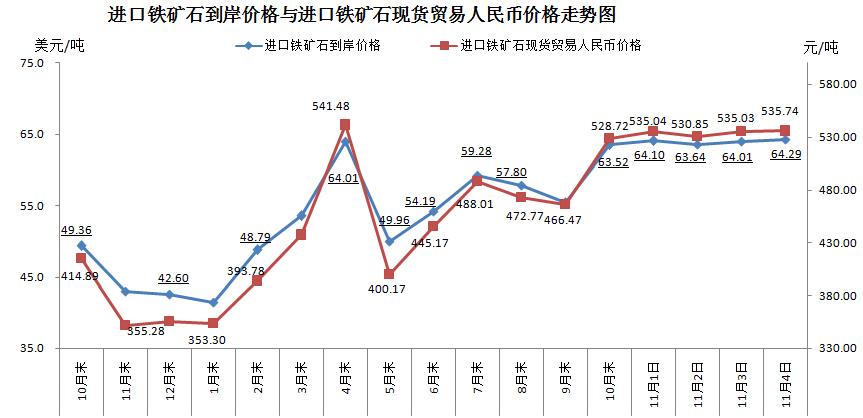 进口铁矿石到岸价格与进口铁矿石现货贸易人民币价格走势图
美元/吨
元/吨
进口铁矿石到岸价格
进口铁矿石现货贸易人民币价格
75.0
65.0
55.0
45.0
35.0
580.00
530.00
480.00
430.00
380.00
330.00
49.36
42.60
48.79
64.01
49.96
54.19
59.28
57.80
63.52
64.10
63.64
64.01
64.29
414.89
355.28
353.30
393.78
541.48
400.17
445.17
488.01
472.77
466.47
528.72
535.04
530.85
535.03
535.74
10月末
11月末
12月末
1月末
2月末
3月末
4月末
5月末
6月末
7月末
8月末
9月末
10月末
11月1日
11月2日
11月3日
11月4日